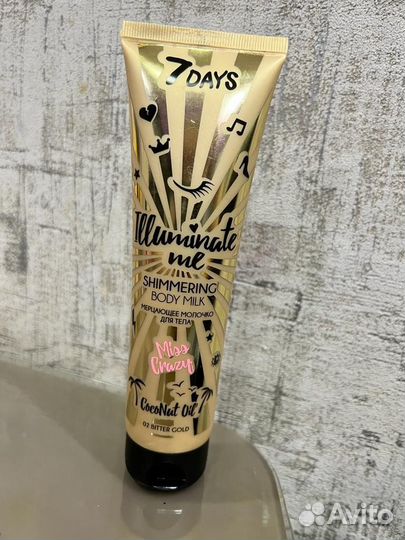 7DAYS
Illuminate
me
SHIMMERING
BODY MILK
МЕРЦАЮЩЕЕ МОЛОЧКО
ДЛЯ ТЕЛА
Miss
Crazy
CocoNut Oil
02 BITTER GOLD
Avito